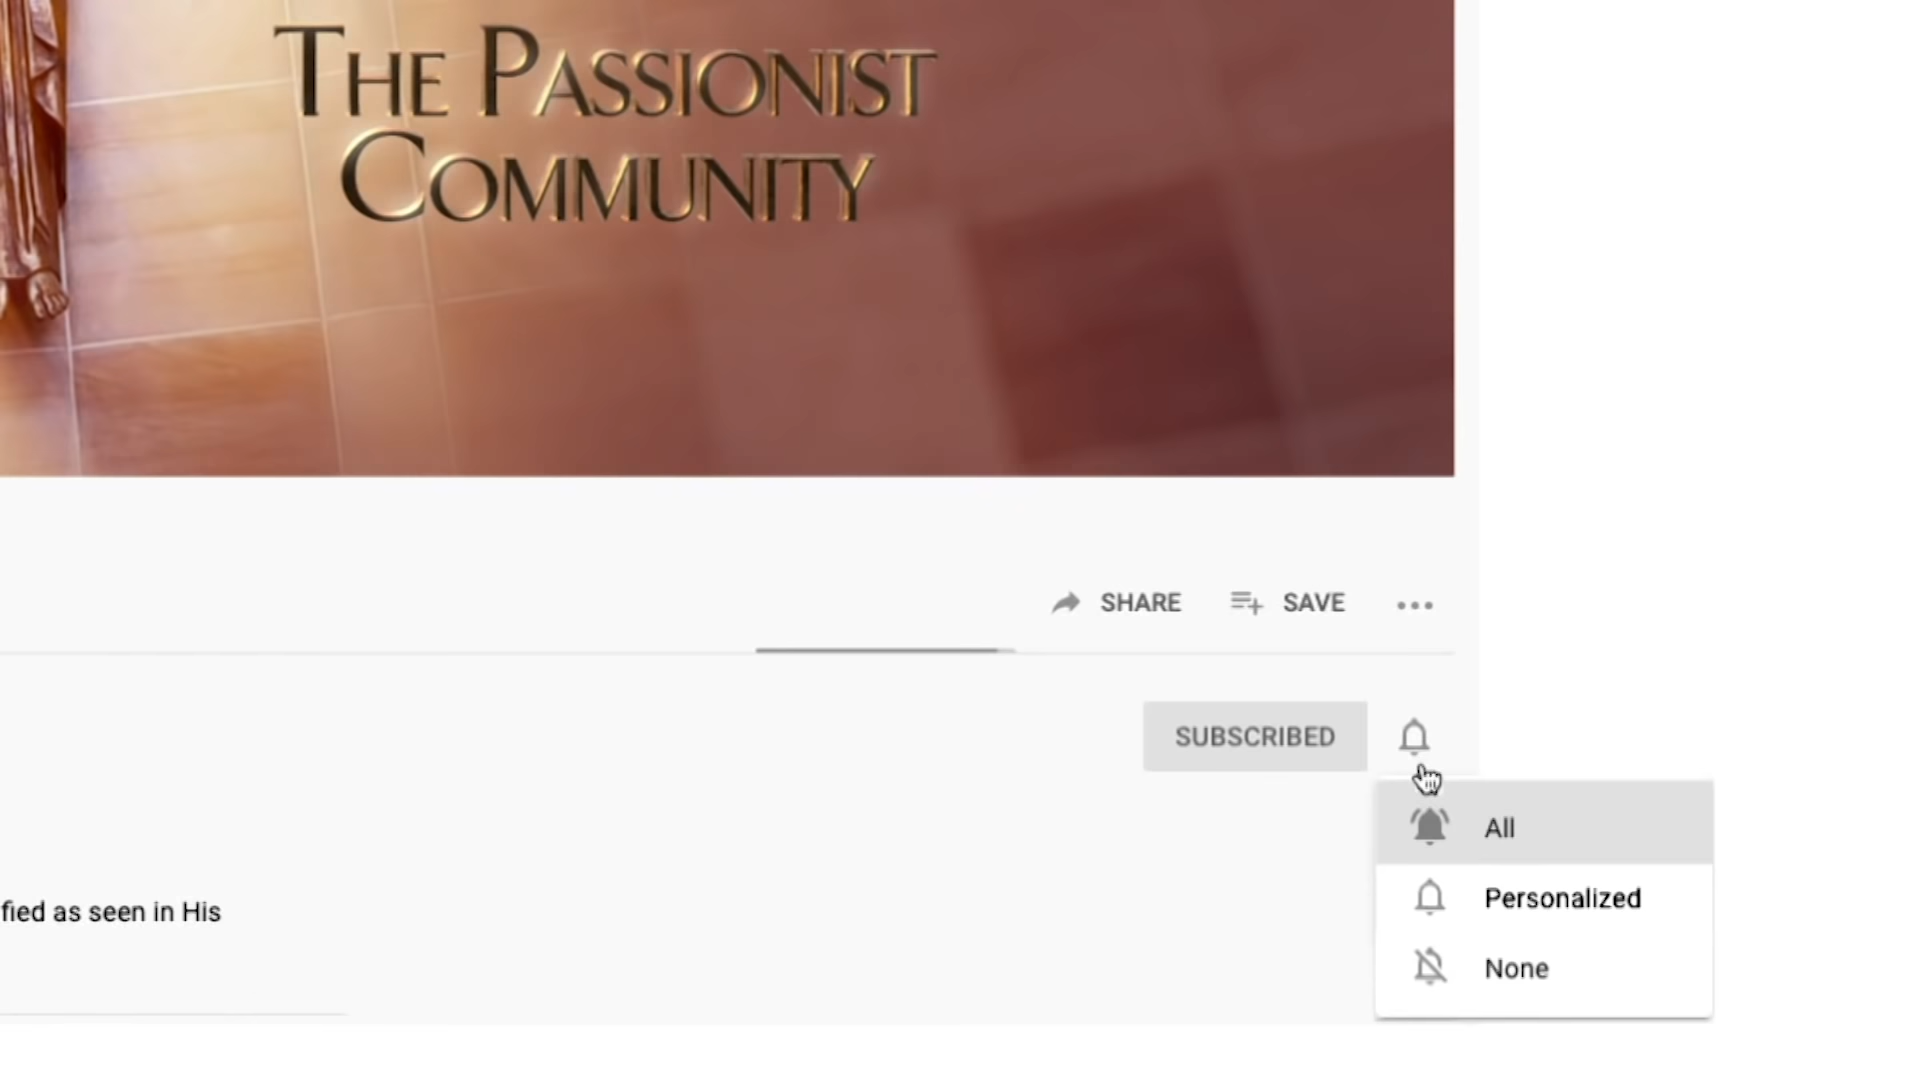 THE PASSIONIST
COMMUNITY
SHARE
SAVE
SUBSCRIBED
All
fied as seen in His
Personalized
None